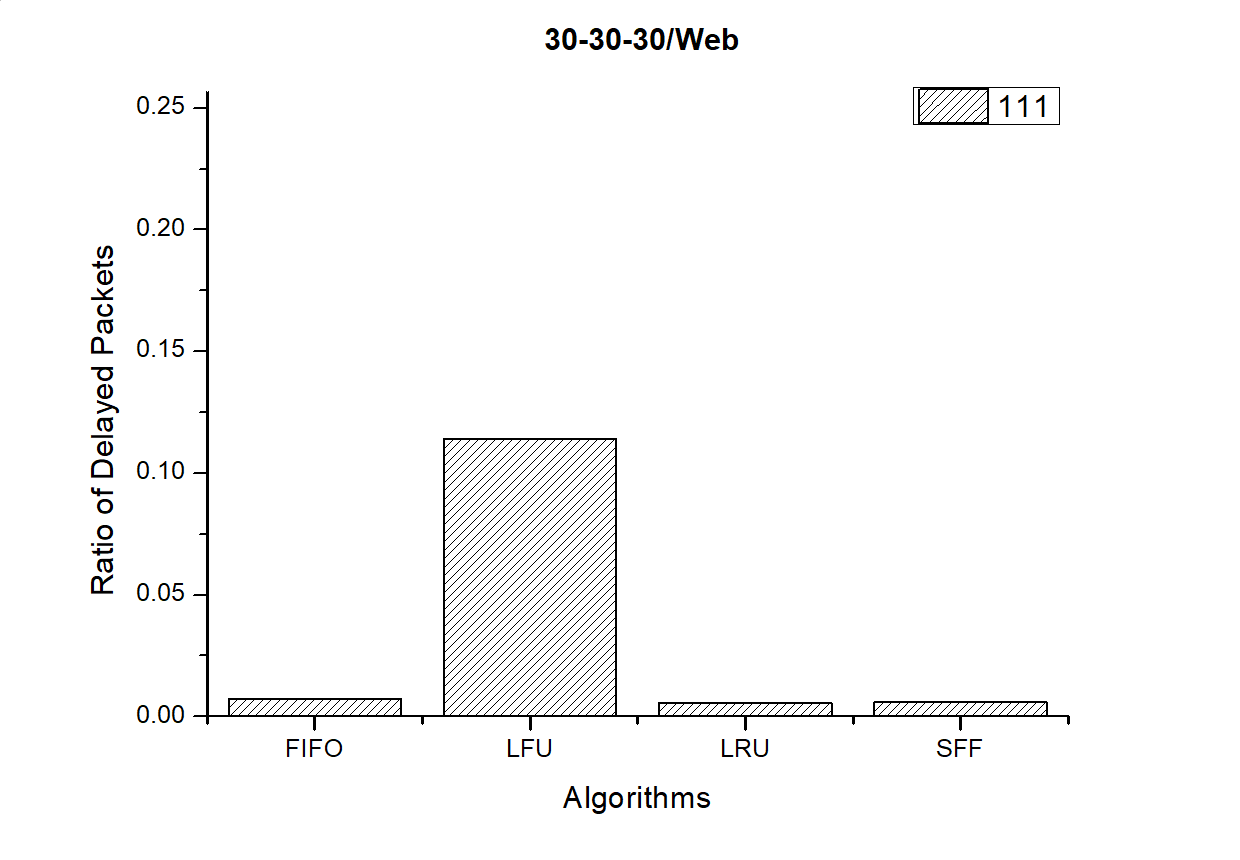 30-30-30/Web
111
0.25
0.20
0.15
0.10
0.05
0.00
Ratio of Delayed Packets
FIFO LFU LRU SFF
Algorithms